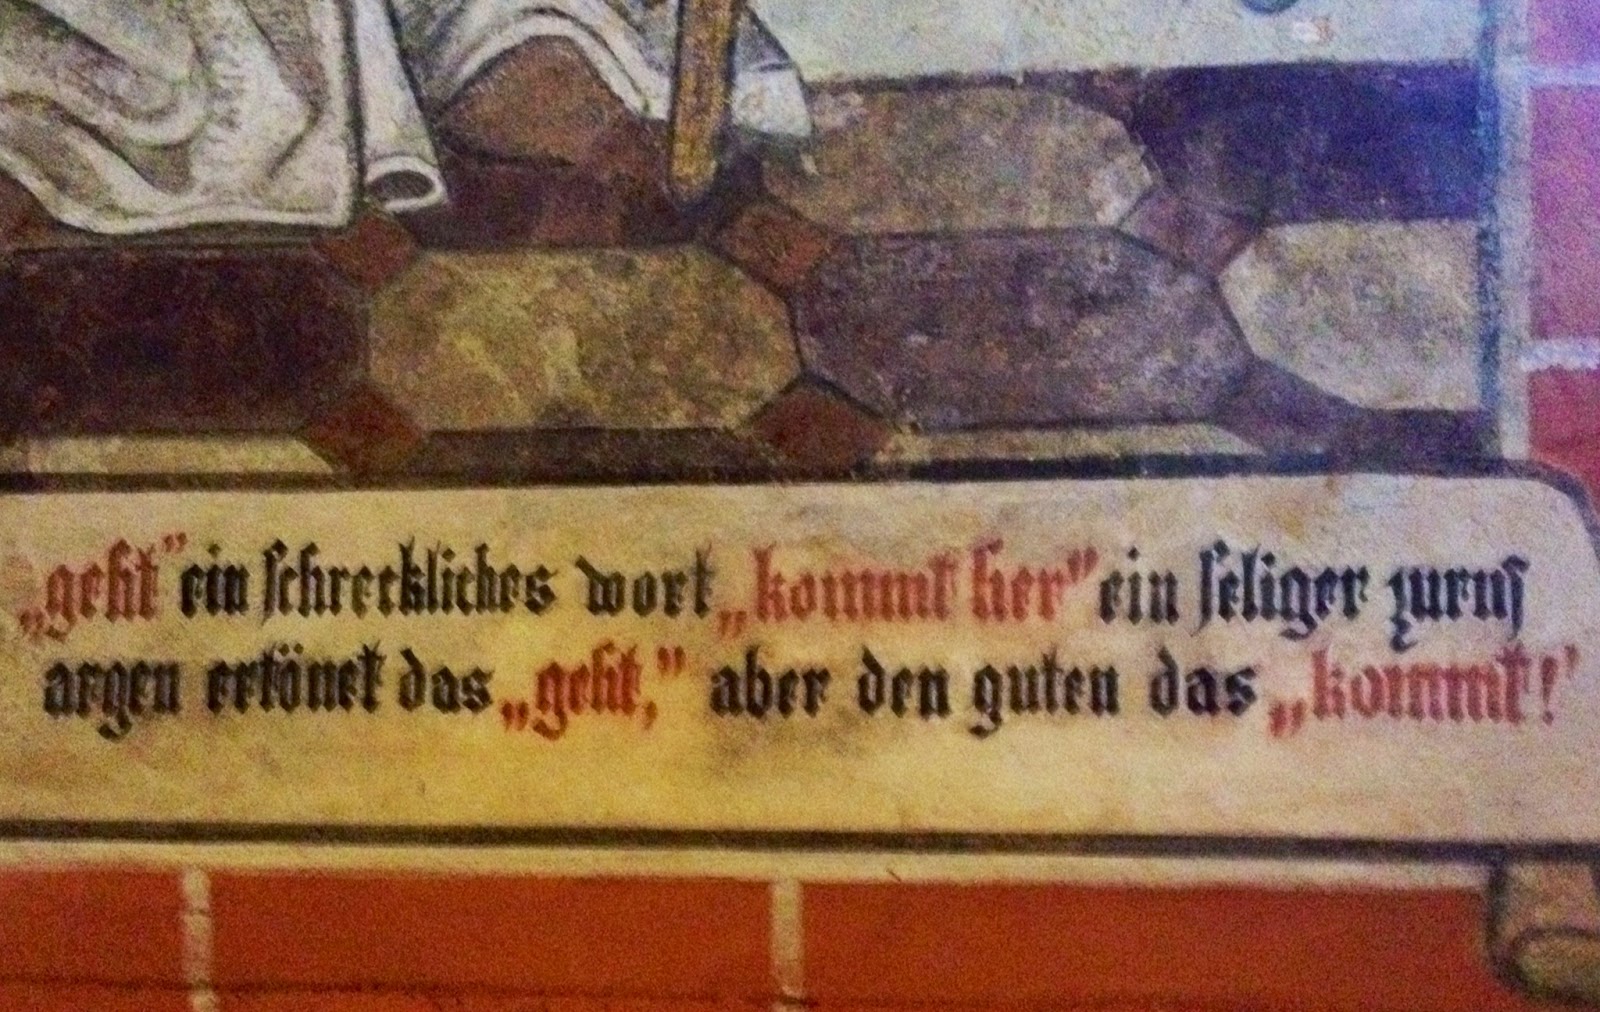 „geht” ein schreckliches wort „kommt her” ein seliger zuruf
argen ertönet das „geht,” aber den guten das „kommt!’